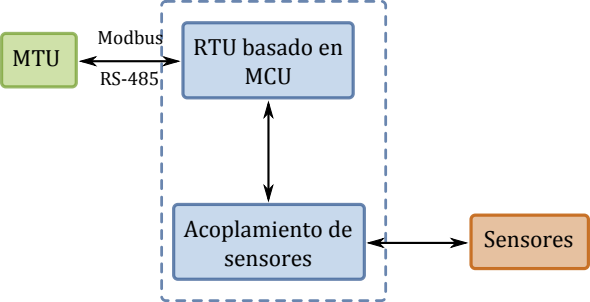 MTU
Modbus
RS-485
RTU basado en
MCU
Acoplamiento de
sensores
Sensores